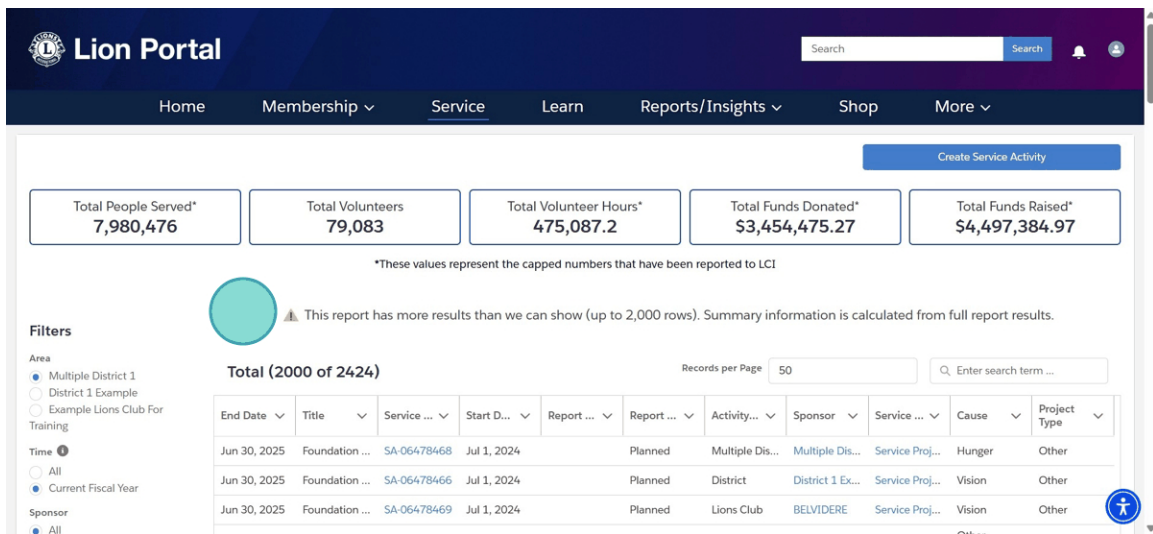 Lion Portal
Search Search
Home Membership Service Learn Reports/Insights Shop More
Create Service Activity
Total People Served* Total Volunteers Total Volunteer Hours* Total Funds Donated* Total Funds Raised*
7,980,476 79,083 475,087.2 $3,454,475.27 $4,497,384.97
*These values represent the capped numbers that have been reported to LCI
This report has more results than we can show (up to 2,000 rows). Summary information is calculated from full report results.
Filters
Area
Multiple District 1
District 1 Example
Example Lions Club For
Training
Time
All
Current Fiscal Year
Sponsor
All
Total (2000 of 2424) Records per Page 50 Enter search term ...
End Date Title Service ... Start D... Report ... Report ... Activity... Sponsor Service ... Cause Project
Type
Jun 30, 2025 Foundation ... SA-06478468 Jul 1, 2024 Planned Multiple Dis... Multiple Dis... Service Proj... Hunger Other
Jun 30, 2025 Foundation ... SA-06478466 Jul 1, 2024 Planned District District 1 Ex... Service Proj... Vision Other
Jun 30, 2025 Foundation ... SA-06478469 Jul 1, 2024 Planned Lions Club BELVIDERE Service Proj... Vision Other